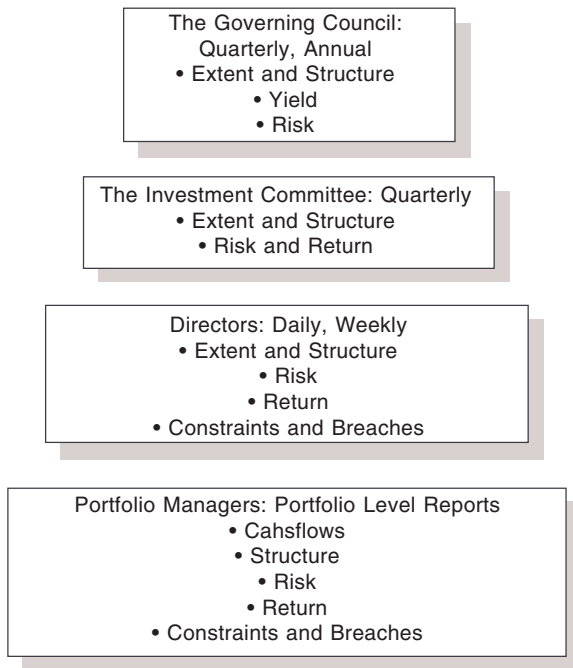 The Governing Council:
Quarterly, Annual
• Extent and Structure
• Yield
• Risk
The Investment Committee: Quarterly
• Extent and Structure
• Risk and Return
Directors: Daily, Weekly
• Extent and Structure
• Risk
• Return
• Constraints and Breaches
Portfolio Managers: Portfolio Level Reports
• Cahsflows
• Structure
• Risk
• Return
• Constraints and Breaches